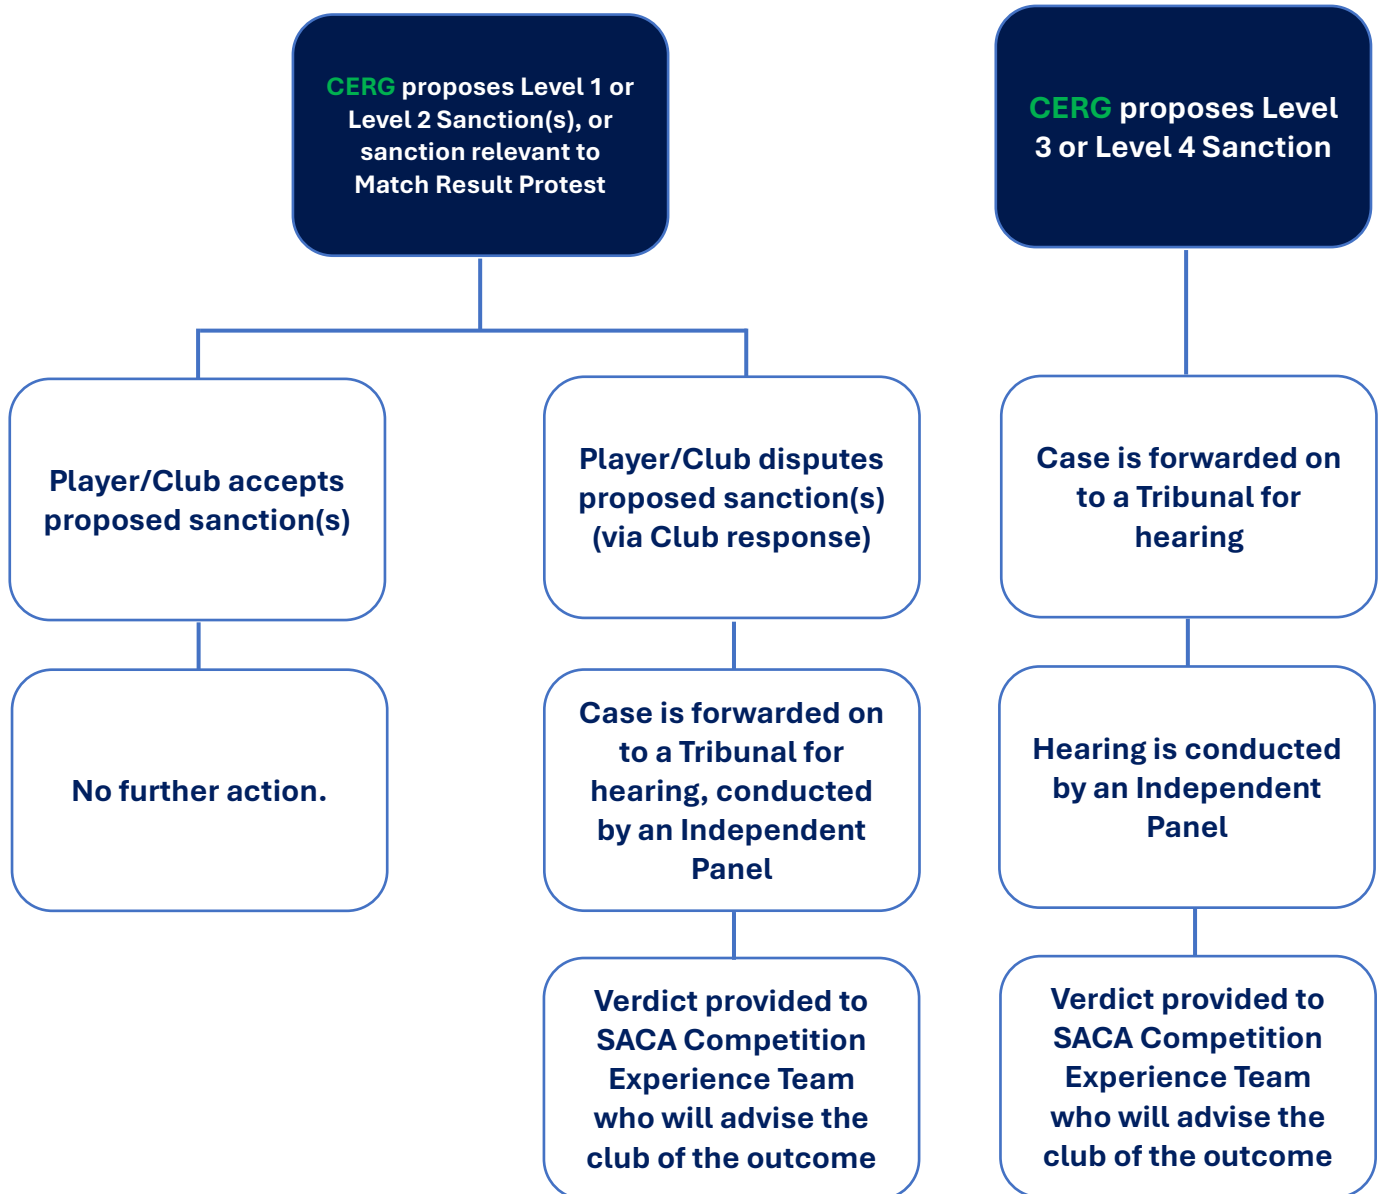 CERG proposes Level 1 or
Level 2 Sanction(s), or
sanction relevant to
Match Result Protest
CERG proposes Level
3 or Level 4 Sanction
Player/Club accepts
proposed sanction(s)
Player/Club disputes
proposed sanction(s)
(via Club response)
Case is forwarded on
to a Tribunal for
hearing
No further action.
Case is forwarded on
to a Tribunal for
hearing, conducted
by an Independent
Panel
Hearing is conducted
by an Independent
Panel
Verdict provided to
SACA Competition
Experience Team
who will advise the
club of the outcome
Verdict provided to
SACA Competition
Experience Team
who will advise the
club of the outcome